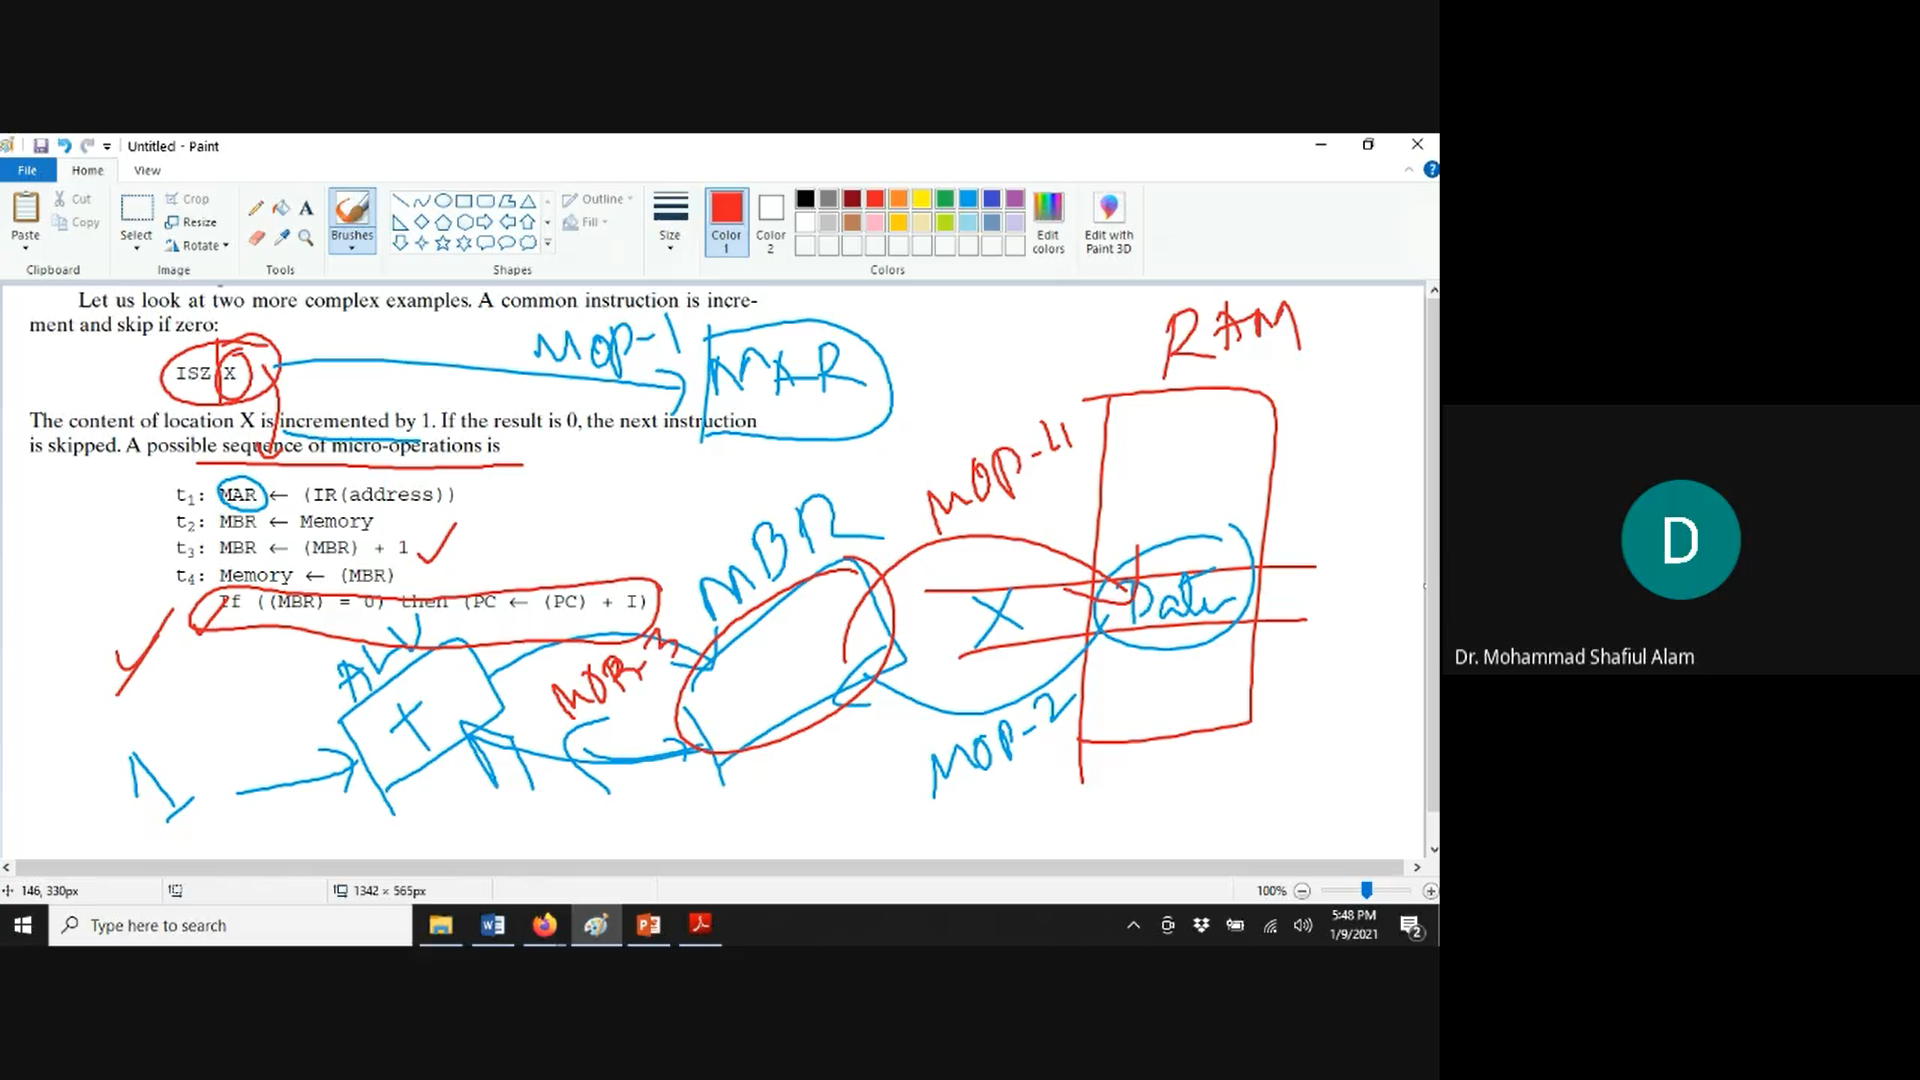 Untitled - Paint
File
Home
View
Cut
Copy
Paste
Clipboard
Select
Crop
Resize
Rotate
Image
Tools
Brushes
Shapes
Outline
Fill
Size
Color 1
Color 2
Colors
Edit colors
Edit with Paint 3D
Let us look at two more complex examples. A common instruction is incre-
ment and skip if zero:
ISZ X
MOP-1
MAR
RAM
The content of location X is incremented by 1. If the result is 0, the next instruction
is skipped. A possible sequence of micro-operations is
t1: MAR ← (IR(address))
t2: MBR ← Memory
t3: MBR ← (MBR) + 1
t4: Memory ← (MBR)
If ((MBR) = 0) then (PC ← (PC) + I)
MBR
MOP-4
X
Data
MOP-2
+
1
146, 330px
1342 × 565px
100%
Type here to search
5:48 PM
1/9/2021
2
D
Dr. Mohammad Shafiul Alam